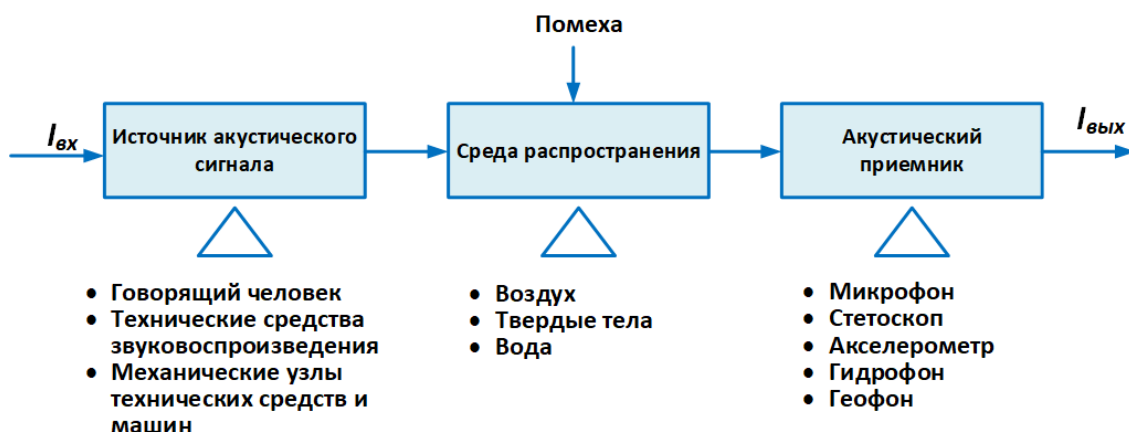 Помеха
Iвх
Источник акустического
сигнала
Среда распространения
Акустический
приемник
Iвых
• Говорящий человек
• Технические средства
звуковоспроизведения
• Механические узлы
технических средств и
машин
• Воздух
• Твердые тела
• Вода
• Микрофон
• Стетоскоп
• Акселерометр
• Гидрофон
• Геофон